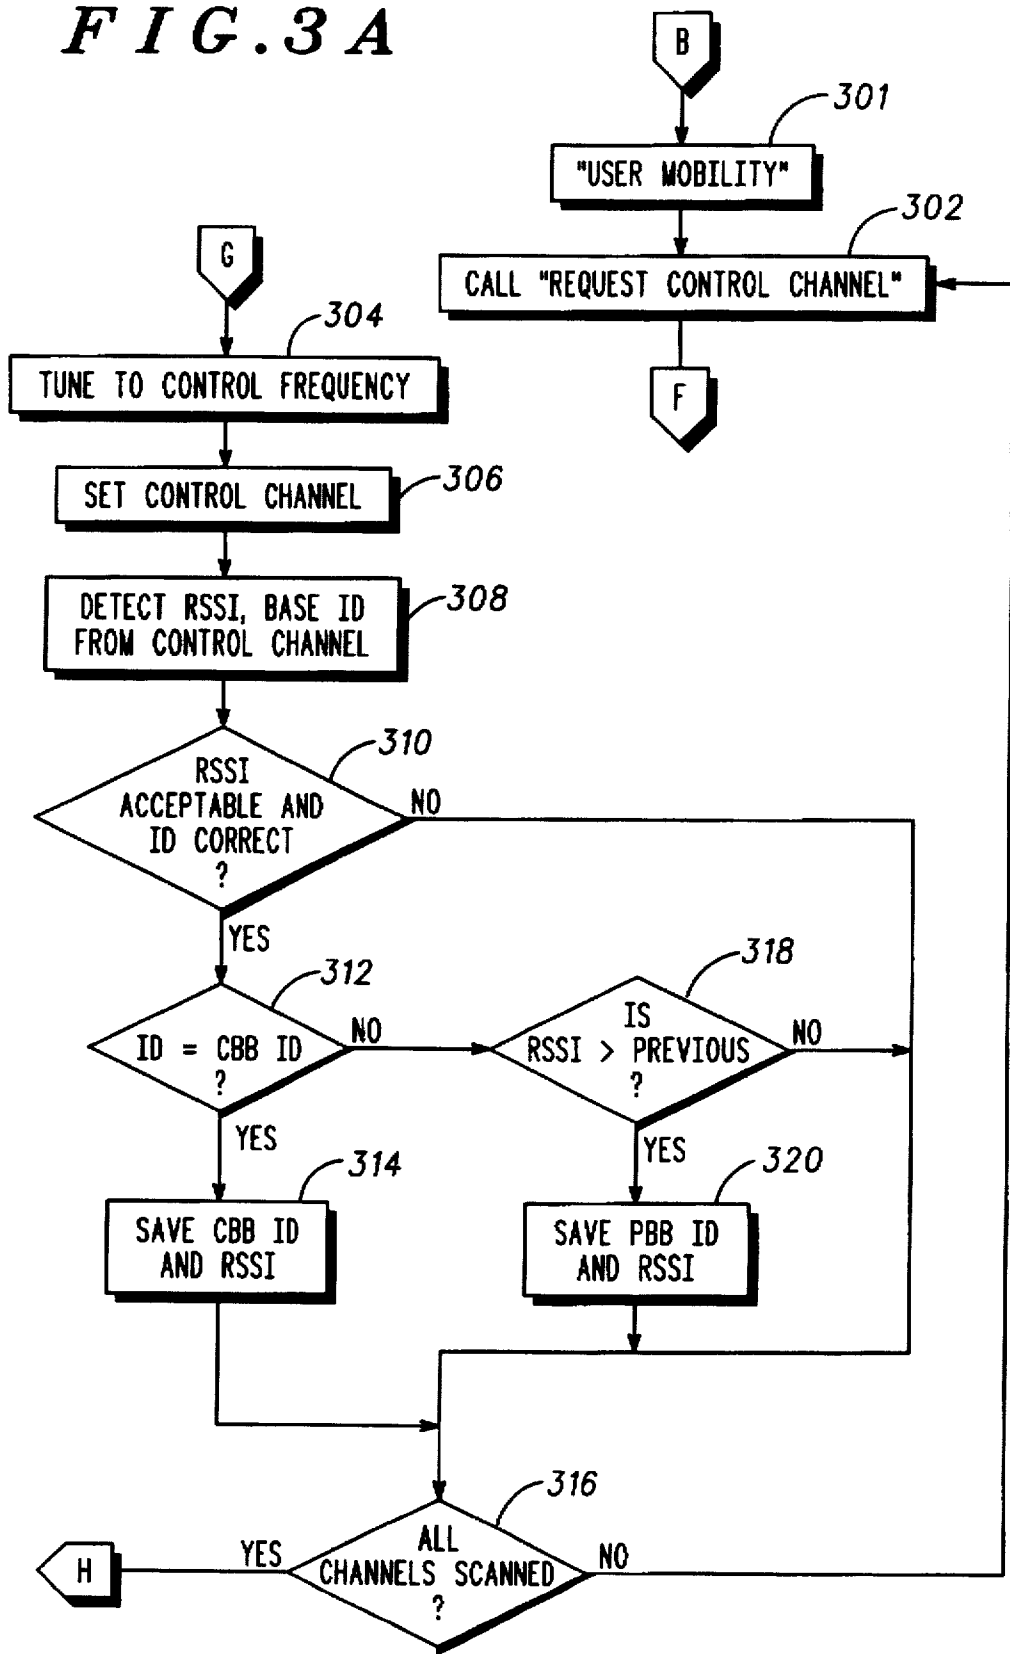 FIG.3A
B
301
"USER MOBILITY"
302
CALL "REQUEST CONTROL CHANNEL"
F
G
304
TUNE TO CONTROL FREQUENCY
306
SET CONTROL CHANNEL
308
DETECT RSSI, BASE ID
FROM CONTROL CHANNEL
310
RSSI
ACCEPTABLE AND
ID CORRECT
?
NO
YES
312
ID = CBB ID
?
NO
YES
318
IS
RSSI > PREVIOUS
?
NO
YES
314
SAVE CBB ID
AND RSSI
320
SAVE PBB ID
AND RSSI
316
ALL
CHANNELS SCANNED
?
YES
NO
H